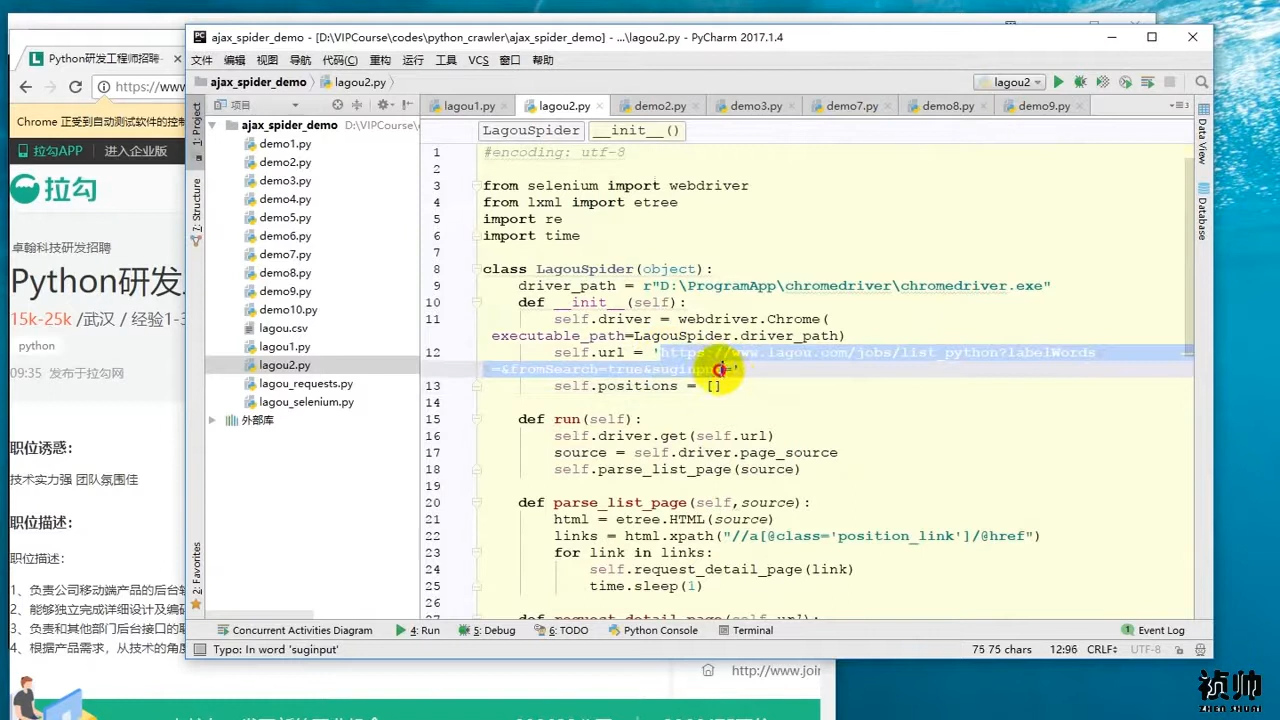 ajax_spider_demo - [D:\VIPCourse\codes\python_crawler\ajax_spider_demo] - ...\lagou2.py - PyCharm 2017.1.4
Python研发工程师招聘
文件 编辑 视图 导航 代码(C) 重构 运行 工具 VCS 窗口 帮助
https://www
ajax_spider_demo lagou2.py lagou2
项目 lagou1.py lagou2.py demo2.py demo3.py demo7.py demo8.py demo9.py
Chrome 正受到自动测试软件的控制
拉勾APP 进入企业版
拉勾
卓翰科技研发招聘
Python研发
15k-25k /武汉 / 经验1-3
python
09:35 发布于拉勾网
职位诱惑:
技术实力强 团队氛围佳
职位描述:
职位描述:
1、负责公司移动端产品的后台
2、能够独立完成详细设计及编
3、负责和其他部门后台接口的
4、根据产品需求，从技术的角度
1: Project
7: Structure
2: Favorites
ajax_spider_demo D:\VIPCourse\
demo1.py
demo2.py
demo3.py
demo4.py
demo5.py
demo6.py
demo7.py
demo8.py
demo9.py
demo10.py
lagou.csv
lagou1.py
lagou2.py
lagou_requests.py
lagou_selenium.py
外部库
LagouSpider __init__()
1 #encoding: utf-8
2
3 from selenium import webdriver
4 from lxml import etree
5 import re
6 import time
7
8 class LagouSpider(object):
9 driver_path = r"D:\ProgramApp\chromedriver\chromedriver.exe"
10 def __init__(self):
11 self.driver = webdriver.Chrome(
executable_path=LagouSpider.driver_path)
12 self.url = 'https://www.lagou.com/jobs/list_python?labelWords
=&fromSearch=true&suginput='
13 self.positions = []
14
15 def run(self):
16 self.driver.get(self.url)
17 source = self.driver.page_source
18 self.parse_list_page(source)
19
20 def parse_list_page(self,source):
21 html = etree.HTML(source)
22 links = html.xpath("//a[@class='position_link']/@href")
23 for link in links:
24 self.request_detail_page(link)
25 time.sleep(1)
26
27 def request_detail_page(self,url):
Data View
Database
Concurrent Activities Diagram 4: Run 5: Debug 6: TODO Python Console Terminal 1 Event Log
Typo: In word 'suginput' 75 75 chars 12:96 CRLF UTF-8
http://www.join
祯帅
ZHEN SHUAI